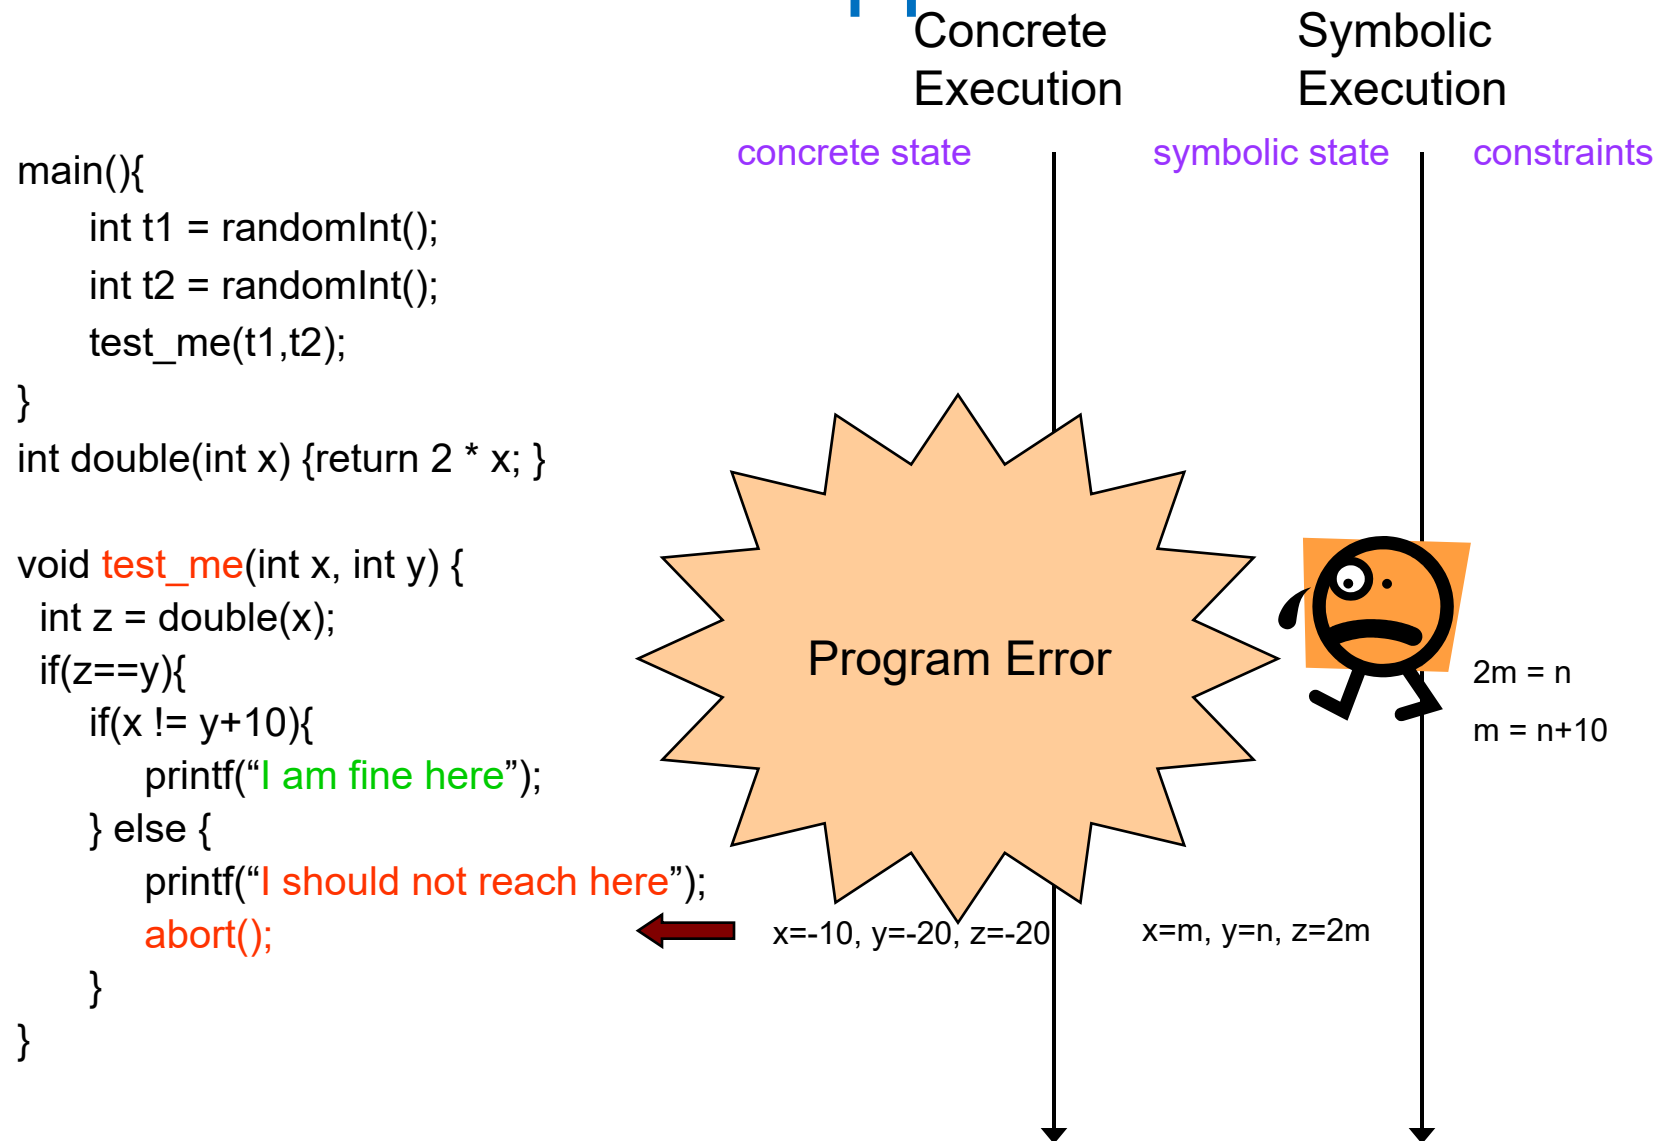 Concrete
Execution
Symbolic
Execution
concrete state
symbolic state
constraints
main(){
int t1 = randomInt();
int t2 = randomInt();
test_me(t1,t2);
}
int double(int x) {return 2 * x; }
void test_me(int x, int y) {
int z = double(x);
if(z==y){
if(x != y+10){
printf(“I am fine here”);
} else {
printf(“I should not reach here”);
abort();
}
}
Program Error
2m = n
m = n+10
x=-10, y=-20, z=-20
x=m, y=n, z=2m